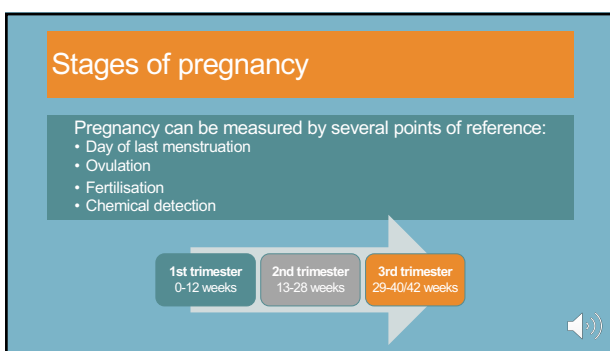 Stages of pregnancy
Pregnancy can be measured by several points of reference:
• Day of last menstruation
• Ovulation
• Fertilisation
• Chemical detection
1st trimester
0-12 weeks
2nd trimester
13-28 weeks
3rd trimester
29-40/42 weeks